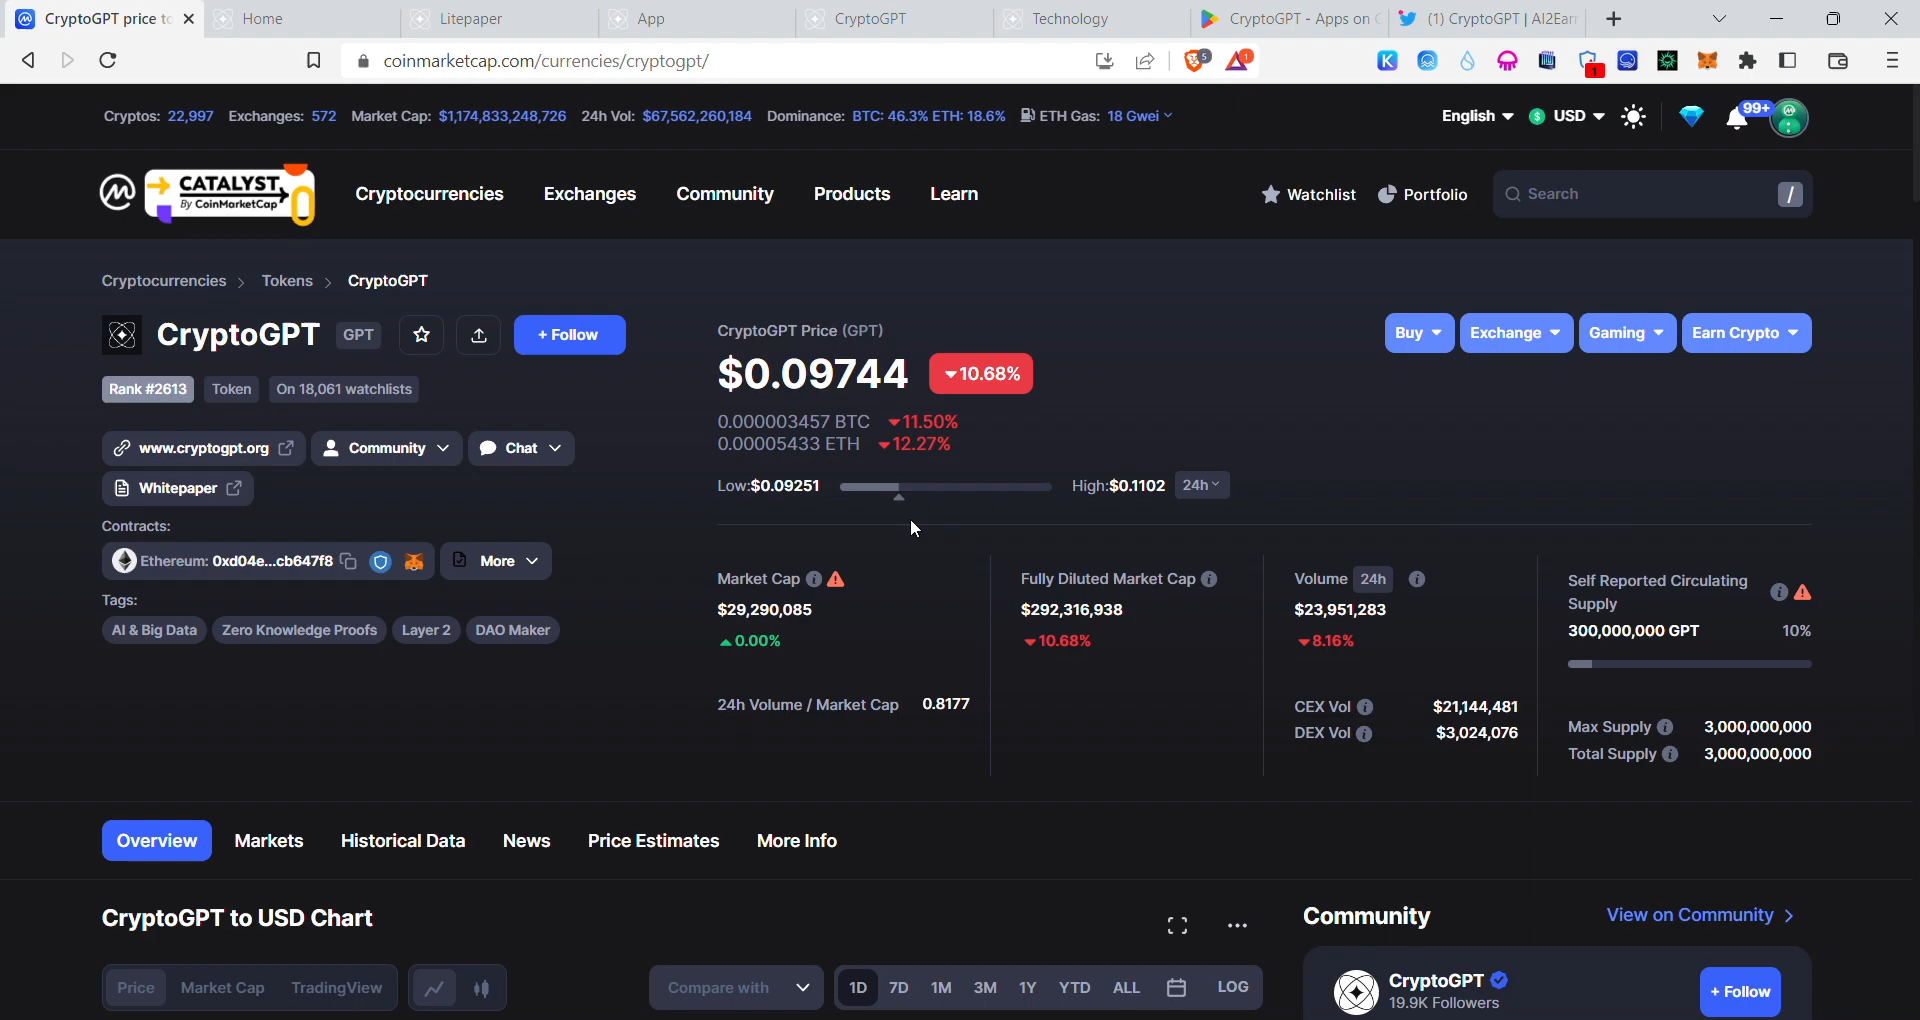 CryptoGPT price to
Home
Litepaper
App
CryptoGPT
Technology
CryptoGPT - Apps on G
(1) CryptoGPT | AI2Earn
coinmarketcap.com/currencies/cryptogpt/
5
1
1
Cryptos: 22,997 Exchanges: 572 Market Cap: $1,174,833,248,726 24h Vol: $67,562,260,184 Dominance: BTC: 46.3% ETH: 18.6% ETH Gas: 18 Gwei
English USD 99+
CATALYST
By CoinMarketCap
Cryptocurrencies Exchanges Community Products Learn
Watchlist Portfolio Search /
Cryptocurrencies > Tokens > CryptoGPT
CryptoGPT GPT + Follow
Rank #2613 Token On 18,061 watchlists
www.cryptogpt.org Community Chat
Whitepaper
Contracts:
Ethereum: 0xd04e...cb647f8 More
Tags:
AI & Big Data Zero Knowledge Proofs Layer 2 DAO Maker
CryptoGPT Price (GPT)
$0.09744 10.68%
0.000003457 BTC 11.50%
0.00005433 ETH 12.27%
Low:$0.09251 High:$0.1102 24h
Buy Exchange Gaming Earn Crypto
Market Cap
$29,290,085
0.00%
24h Volume / Market Cap 0.8177
Fully Diluted Market Cap
$292,316,938
10.68%
Volume 24h
$23,951,283
8.16%
CEX Vol $21,144,481
DEX Vol $3,024,076
Self Reported Circulating
Supply
300,000,000 GPT 10%
Max Supply 3,000,000,000
Total Supply 3,000,000,000
Overview Markets Historical Data News Price Estimates More Info
CryptoGPT to USD Chart
Price Market Cap TradingView
Compare with 1D 7D 1M 3M 1Y YTD ALL LOG
Community View on Community >
CryptoGPT
19.9K Followers
+ Follow